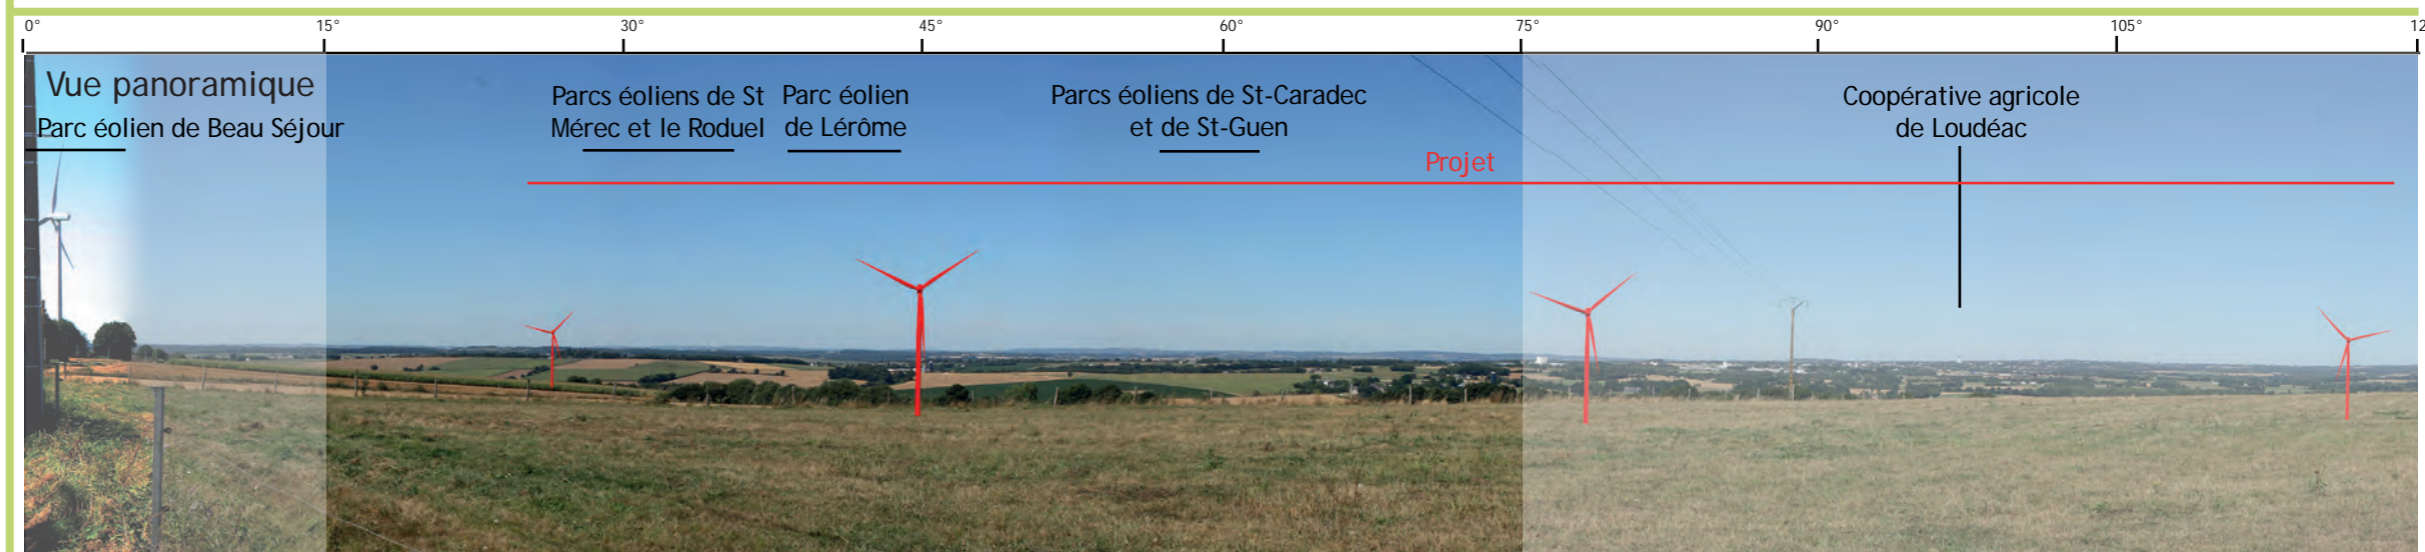 0° 15° 30° 45° 60° 75° 90° 105° 12
Vue panoramique
Parc éolien de Beau Séjour
Parcs éoliens de St
Mérec et le Roduel
Parc éolien
de Lérôme
Parcs éoliens de St-Caradec
et de St-Guen
Projet
Coopérative agricole
de Loudéac